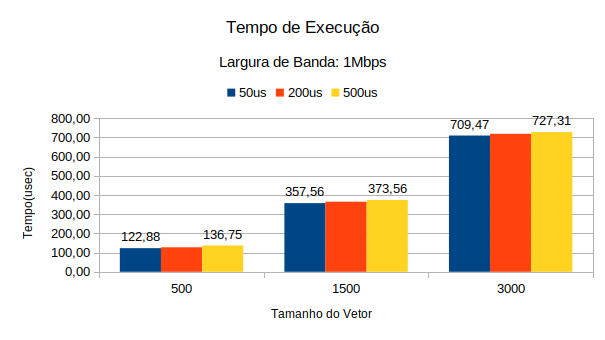 Tempo de Execução
Largura de Banda: 1Mbps
50us 200us 500us
800,00
700,00
600,00
500,00
400,00
300,00
200,00
100,00
0,00
Tempo(usec)
122,88 136,75
357,56 373,56
709,47 727,31
500 1500 3000
Tamanho do Vetor